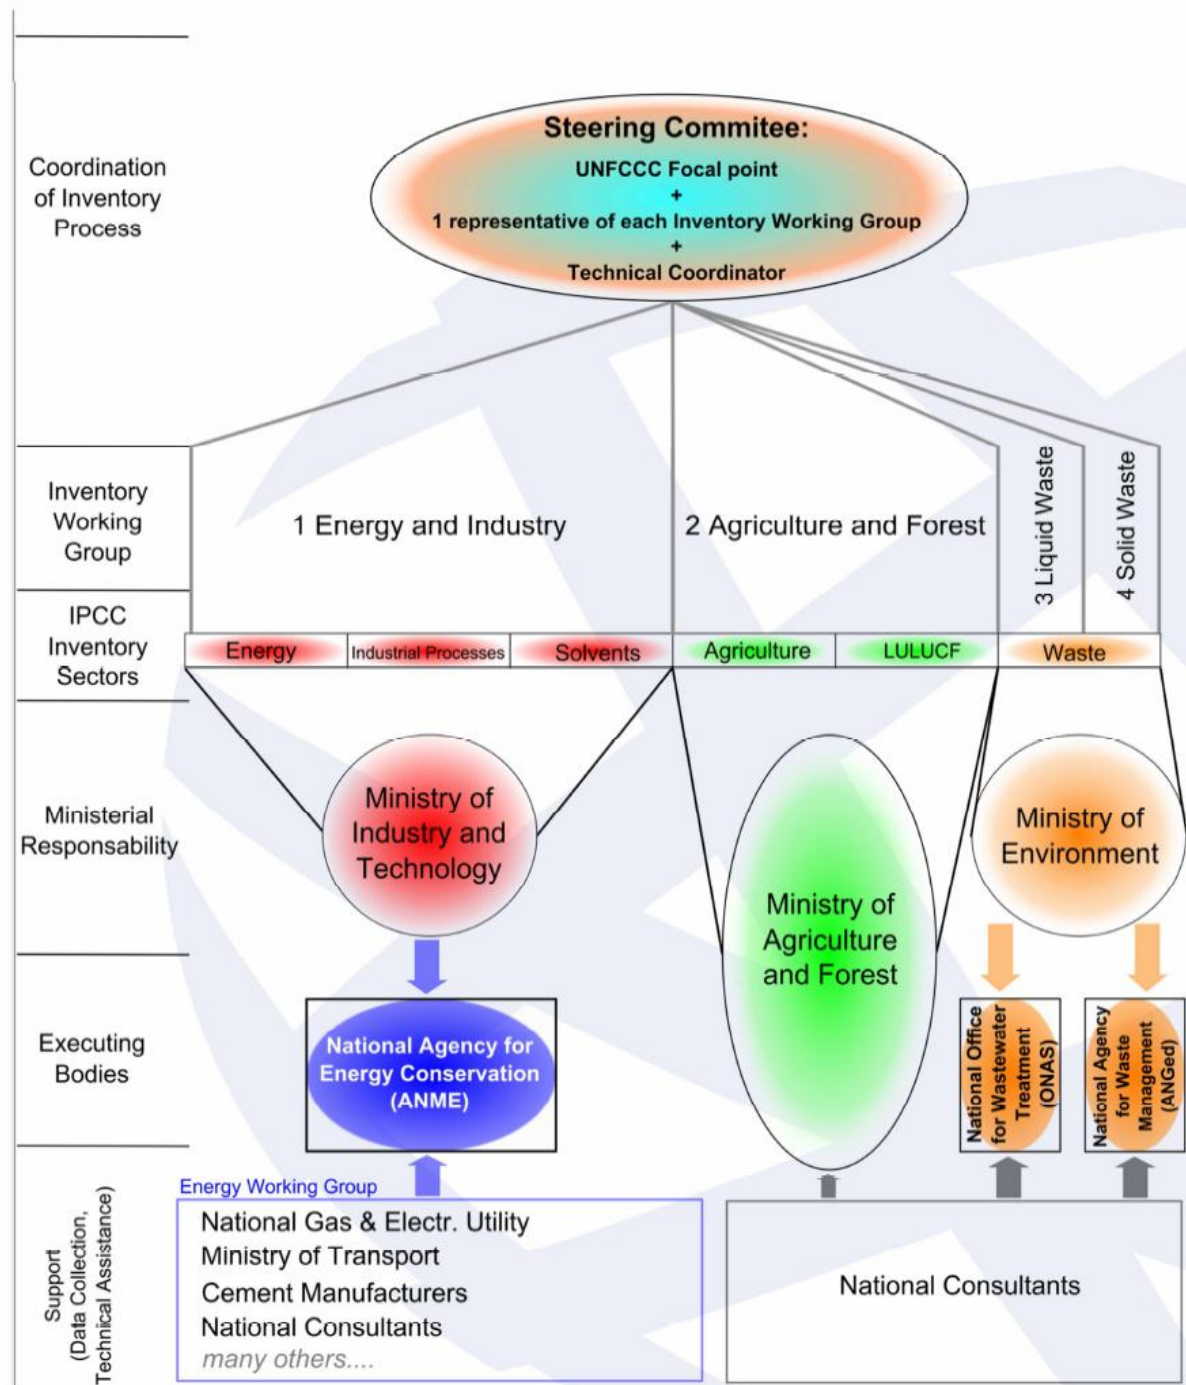 Coordination
of Inventory
Process
Steering Commitee:
UNFCCC Focal point
+
1 representative of each Inventory Working Group
+
Technical Coordinator
Inventory
Working
Group
1 Energy and Industry
2 Agriculture and Forest
3 Liquid Waste
4 Solid Waste
IPCC
Inventory
Sectors
Energy
Industrial Processes
Solvents
Agriculture
LULUCF
Waste
Ministerial
Responsability
Ministry of
Industry and
Technology
Ministry of
Agriculture
and Forest
Ministry of
Environment
Executing
Bodies
National Agency for
Energy Conservation
(ANME)
National Office
for Wastewater
Treatment
(ONAS)
National Agency
for Waste
Management
(ANGed)
Support
(Data Collection,
Technical Assistance)
Energy Working Group
National Gas & Electr. Utility
Ministry of Transport
Cement Manufacturers
National Consultants
many others....
National Consultants